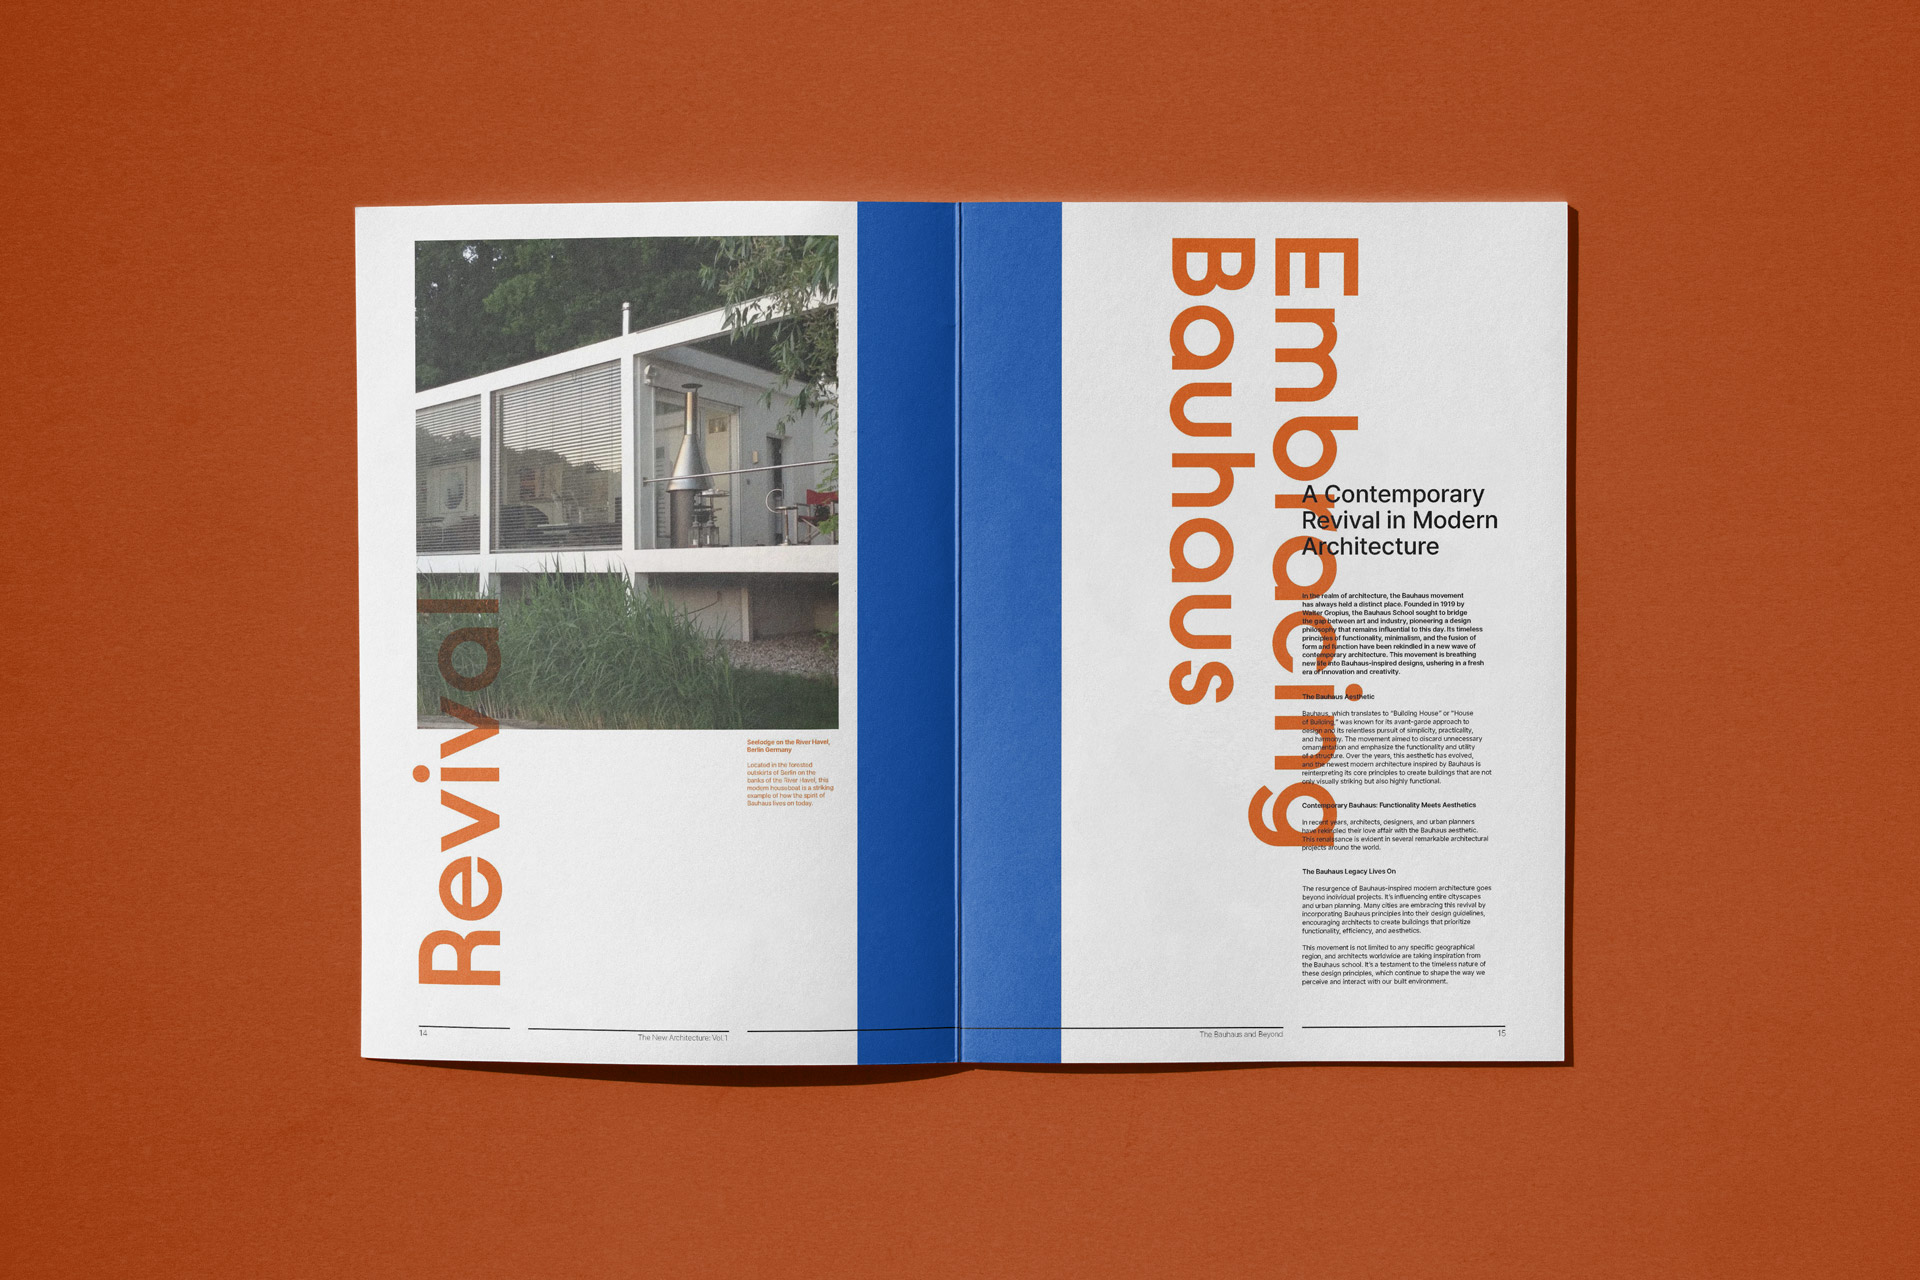 Revival
Seelodge on the River Havel,
Berlin Germany
Located in the forested
outskirts of Berlin on the
banks of the River Havel, this
modern houseboat is a striking
example of how the spirit of
Bauhaus lives on today.
14
The New Architecture: Vol.1
Embracing
Bauhaus
A Contemporary
Revival in Modern
Architecture
In the realm of architecture, the Bauhaus movement
has always held a distinct place. Founded in 1919 by
Walter Gropius, the Bauhaus School sought to bridge
the gap between art and industry, pioneering a design
philosophy that remains influential to this day. Its timeless
principles of functionality, minimalism, and the fusion of
form and function have been rekindled in a new wave of
contemporary architecture. This movement is breathing
new life into Bauhaus-inspired designs, ushering in a fresh
era of innovation and creativity.
The Bauhaus Aesthetic
Bauhaus, which translates to "Building House" or "House
of Building," was known for its avant-garde approach to
design and its relentless pursuit of simplicity, practicality,
and harmony. The movement aimed to discard unnecessary
ornamentation and emphasize the functionality and utility
of a structure. Over the years, this aesthetic has evolved,
and the newest modern architecture inspired by Bauhaus is
reinterpreting its core principles to create buildings that are not
only visually striking but also highly functional.
Contemporary Bauhaus: Functionality Meets Aesthetics
In recent years, architects, designers, and urban planners
have rekindled their love affair with the Bauhaus aesthetic.
This renaissance is evident in several remarkable architectural
projects around the world.
The Bauhaus Legacy Lives On
The resurgence of Bauhaus-inspired modern architecture goes
beyond individual projects. It's influencing entire cityscapes
and urban planning. Many cities are embracing this revival by
incorporating Bauhaus principles into their design guidelines,
encouraging architects to create buildings that prioritize
functionality, efficiency, and aesthetics.
This movement is not limited to any specific geographical
region, and architects worldwide are taking inspiration from
the Bauhaus school. It's a testament to the timeless nature of
these design principles, which continue to shape the way we
perceive and interact with our built environment.
The Bauhaus and Beyond
15